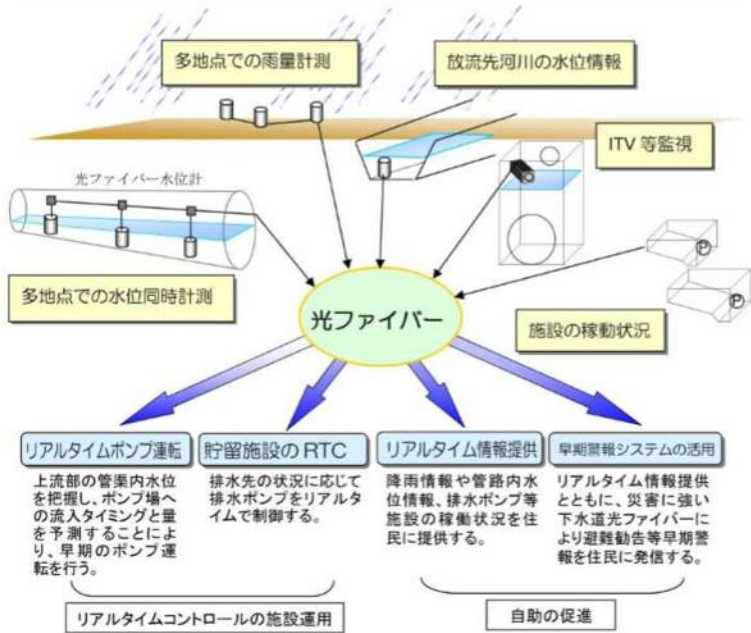 多地点での雨量計測
放流先河川の水位情報
ITV等監視
光ファイバー水位計
多地点での水位同時計測
光ファイバー
施設の稼動状況
P
P
リアルタイムポンプ運転
上流部の管渠内水位
を把握し、ポンプ場へ
の流入タイミングと量
を予測することによ
り、早期のポンプ運
転を行う。
貯留施設のRTC
排水先の状況に応じて
排水ポンプをリアルタ
イムで制御する。
リアルタイム情報提供
降雨情報や管路内水
位情報、排水ポンプ等
施設の稼働状況を住
民に提供する。
早期警報システムの活用
リアルタイム情報提供
とともに、災害に強い
下水道光ファイバーに
より避難勧告等早期警
報を住民に発信する。
リアルタイムコントロールの施設運用
自助の促進